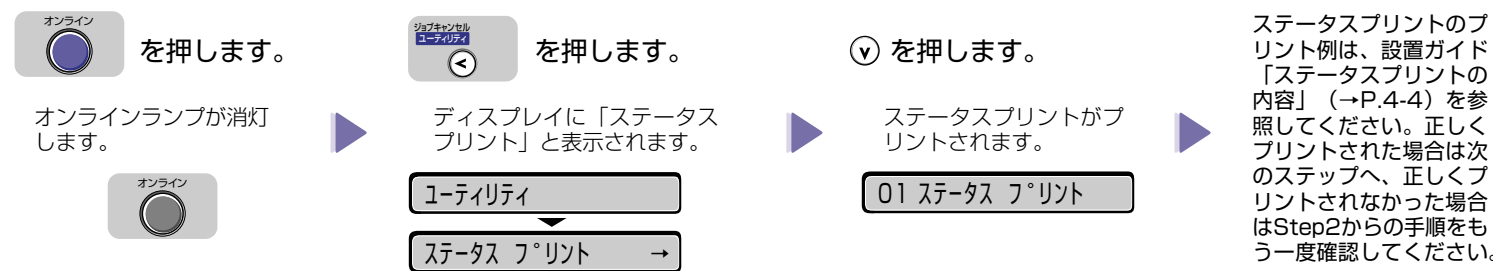 オンライン
を押します。
オンラインランプが消灯
します。
オンライン
ジョブキャンセル
ユーティリティ
を押します。
ディスプレイに「ステータス
プリント」と表示されます。
ユーティリティ
ステータス プリント →
を押します。
ステータスプリントがプ
リントされます。
01 ステータス プリント
ステータスプリントのプ
リント例は、設置ガイド
「ステータスプリントの
内容」（→P.4-4）を参
照してください。正しく
プリントされた場合は次
のステップへ、正しくプ
リントされなかった場合
はStep2からの手順をも
う一度確認してください。